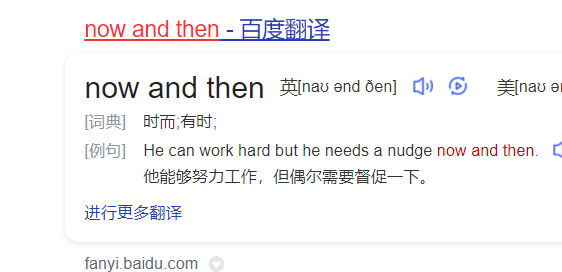 now and then - 百度翻译
now and then 英[naʊ ənd ðen] 美[naʊ ə
[词典] 时而;有时;
[例句] He can work hard but he needs a nudge now and then.
他能够努力工作，但偶尔需要督促一下。
进行更多翻译
fanyi.baidu.com